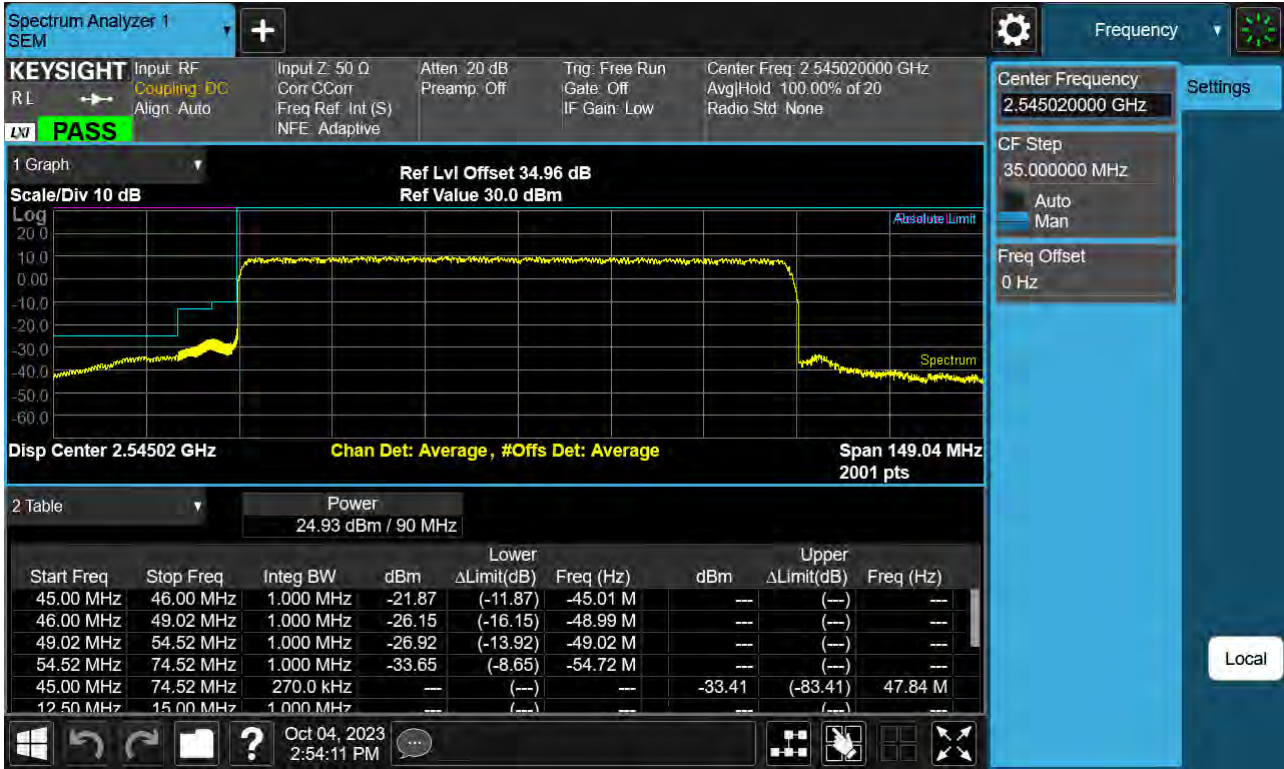 Spectrum Analyzer 1
SEM
Frequency
KEYSIGHT
R L
LXI
PASS
Input: RF
Coupling: DC
Align: Auto
Input Z: 50 Ω
Corr CCorr
Freq Ref: Int (S)
NFE: Adaptive
Atten: 20 dB
Preamp: Off
Trig: Free Run
Gate: Off
IF Gain: Low
Center Freq: 2.545020000 GHz
Avg|Hold: 100.00% of 20
Radio Std: None
Center Frequency
2.545020000 GHz
Settings
CF Step
35.000000 MHz
Auto
Man
Freq Offset
0 Hz
Local
1 Graph
Scale/Div 10 dB
Ref Lvl Offset 34.96 dB
Ref Value 30.0 dBm
Log
20.0
10.0
0.00
-10.0
-20.0
-30.0
-40.0
-50.0
-60.0
Absolute Limit
Spectrum
Disp Center 2.54502 GHz
Chan Det: Average, #Offs Det: Average
Span 149.04 MHz
2001 pts
2 Table
Power
24.93 dBm / 90 MHz
Lower Upper
Start Freq Stop Freq Integ BW dBm ΔLimit(dB) Freq (Hz) dBm ΔLimit(dB) Freq (Hz)
45.00 MHz 46.00 MHz 1.000 MHz -21.87 (-11.87) -45.01 M --- (---) ---
46.00 MHz 49.02 MHz 1.000 MHz -26.15 (-16.15) -48.99 M --- (---) ---
49.02 MHz 54.52 MHz 1.000 MHz -26.92 (-13.92) -49.02 M --- (---) ---
54.52 MHz 74.52 MHz 1.000 MHz -33.65 (-8.65) -54.72 M --- (---) ---
45.00 MHz 74.52 MHz 270.0 kHz --- (---) --- -33.41 (-83.41) 47.84 M
12.50 MHz 15.00 MHz 1.000 MHz --- (---) --- --- (---) ---
Oct 04, 2023
2:54:11 PM